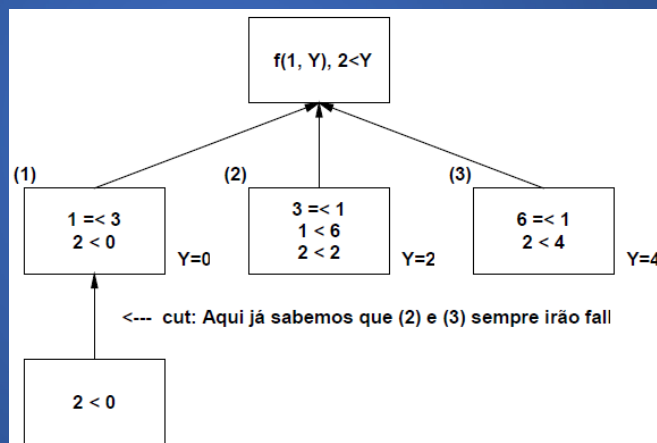 f(1, Y), 2<Y
(1)
(2)
(3)
1 =< 3
2 < 0
Y=0
3 =< 1
1 < 6
2 < 2
Y=2
6 =< 1
2 < 4
Y=4
<--- cut: Aqui já sabemos que (2) e (3) sempre irão
2 < 0